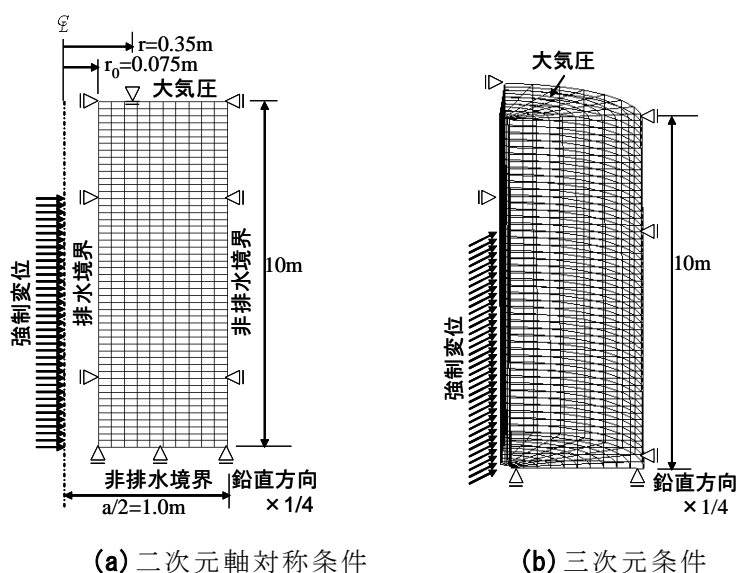 ℄
r=0.35m
r0=0.075m
大気圧
強制変位
排水境界
非排水境界
10m
非排水境界
鉛直方向
×1/4
a/2=1.0m
(a) 二次元軸対称条件
大気圧
強制変位
10m
鉛直方向
×1/4
(b) 三次元条件